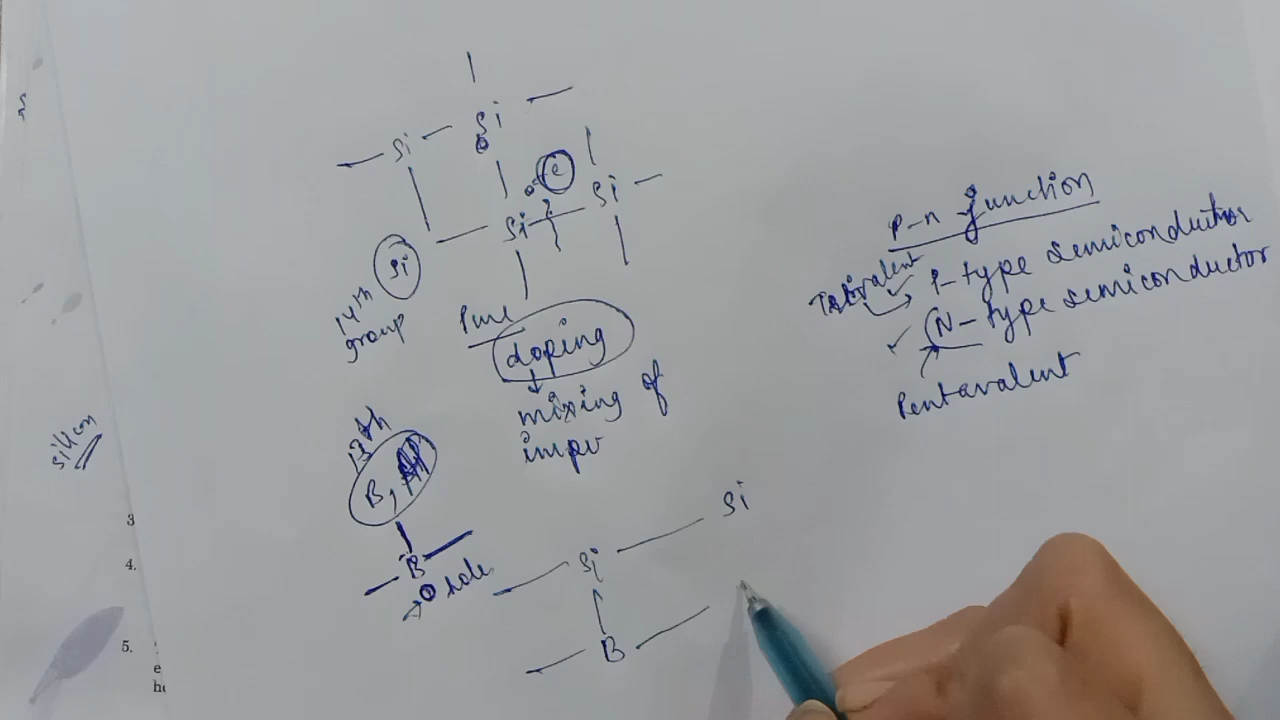 Si
Si
e
Si
Si
Si
14th
group
Pure
doping
mixing of
impu
silicon
13th
B,
B
hole
Si
Si
B
P-n junction
P-type semiconductor
N-type semiconductor
Pentavalent
3
4.
5.
e
he